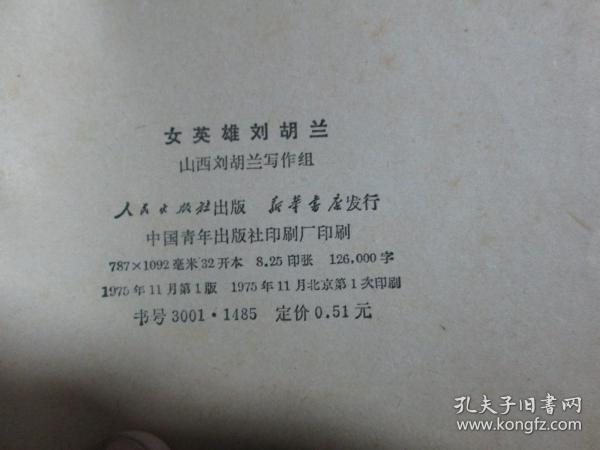 女英雄刘胡兰
山西刘胡兰写作组
人民出版社出版 新华书店发行
中国青年出版社印刷厂印刷
787×1092毫米 32开本 8.25印张 126,000字
1975年11月第1版 1975年11月北京第1次印刷
书号3001·1485 定价0.51元
孔夫子旧书网
www.kongfz.com